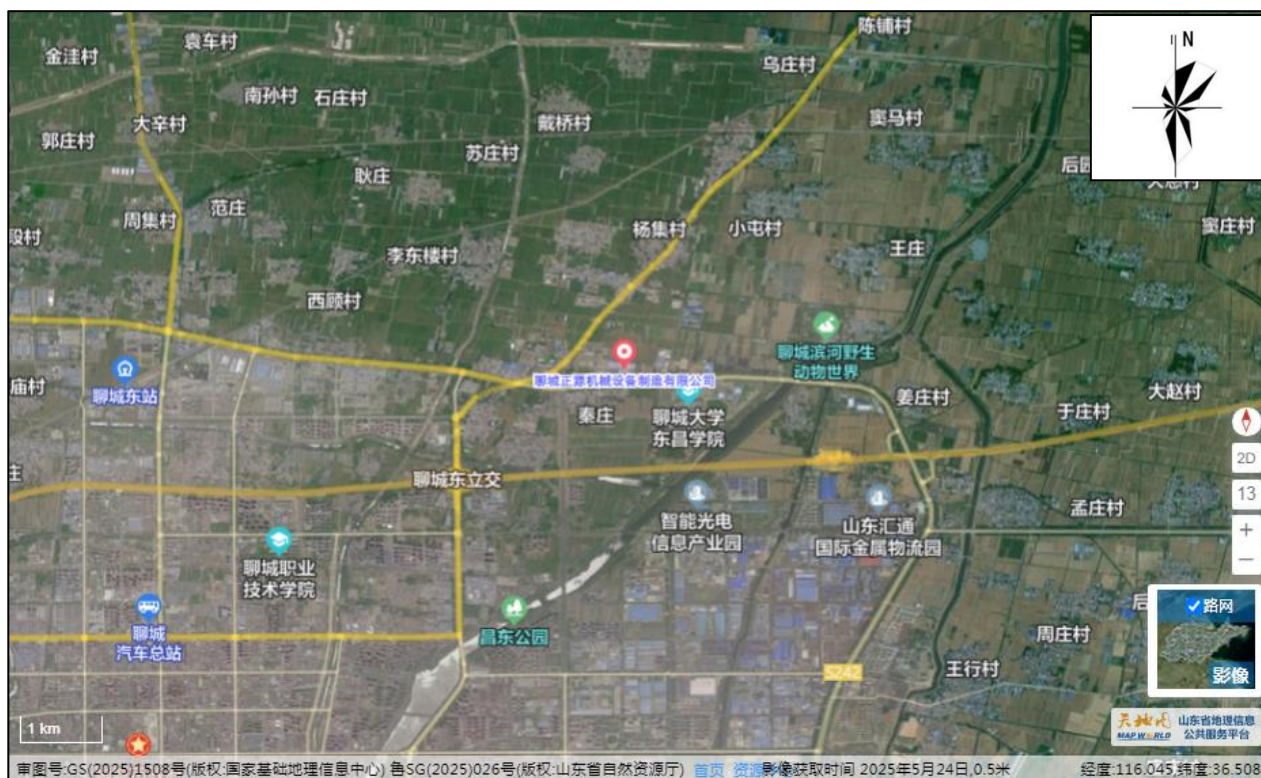 陈铺村
N
袁车村
金洼村
乌庄村
南孙村
石庄村
窦马村
大辛村
戴桥村
郭庄村
苏庄村
耿庄
范庄
周集村
杨集村
小屯村
窦庄村
段村
李东楼村
王庄
西顾村
聊城滨河野生
动物世界
聊城正源机械设备制造有限公司
庙村
聊城东站
秦庄
聊城大学
东昌学院
姜庄村
大赵村
于庄村
2D
聊城东立交
13
智能光电
信息产业园
山东汇通
国际金属物流园
孟庄村
聊城职业
技术学院
路网
聊城
汽车总站
昌东公园
周庄村
王行村
影像
S242
1 km
天地图
MAP WORLD
山东省地理信息
公共服务平台
审图号:GS(2025)1508号(版权:国家基础地理信息中心) 鲁SG(2025)026号(版权:山东省自然资源厅) 首页 资源 影像获取时间 2025年5月24日,0.5米 经度:116.045,纬度:36.508